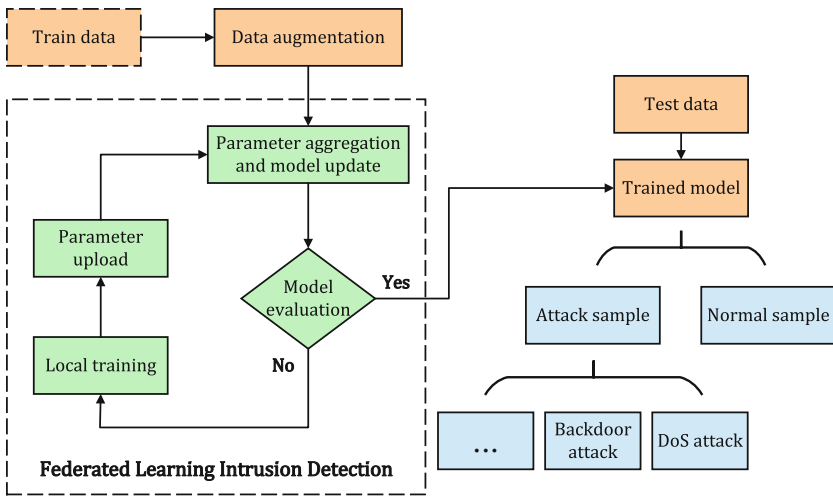 Train data
Data augmentation
Parameter aggregation
and model update
Parameter
upload
Model
evaluation
Yes
No
Local training
Federated Learning Intrusion Detection
Test data
Trained model
Attack sample
Normal sample
...
Backdoor
attack
DoS attack